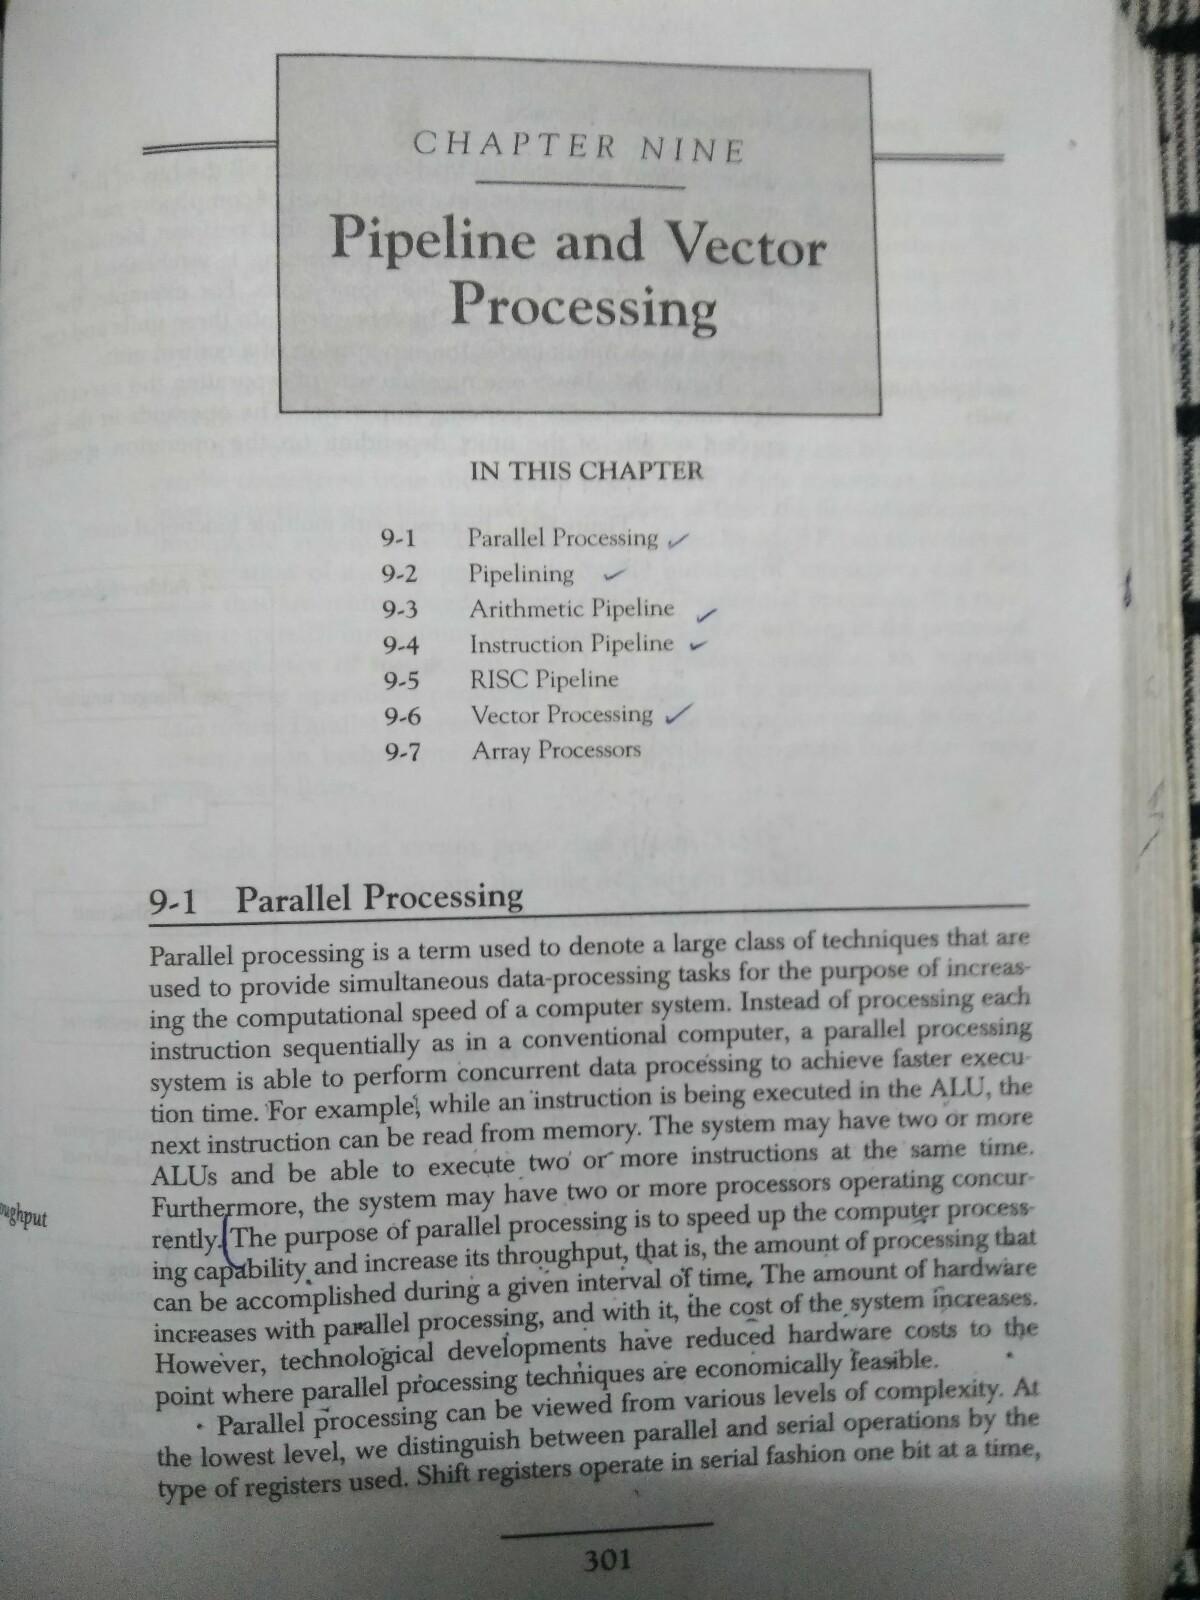 CHAPTER NINE
Pipeline and Vector
Processing
IN THIS CHAPTER
9-1 Parallel Processing
9-2 Pipelining
9-3 Arithmetic Pipeline
9-4 Instruction Pipeline
9-5 RISC Pipeline
9-6 Vector Processing
9-7 Array Processors
9-1 Parallel Processing
Parallel processing is a term used to denote a large class of techniques that are
used to provide simultaneous data-processing tasks for the purpose of increas-
ing the computational speed of a computer system. Instead of processing each
instruction sequentially as in a conventional computer, a parallel processing
system is able to perform concurrent data processing to achieve faster execu-
tion time. For example, while an instruction is being executed in the ALU, the
next instruction can be read from memory. The system may have two or more
ALUs and be able to execute two or more instructions at the same time.
Furthermore, the system may have two or more processors operating concur-
rently. The purpose of parallel processing is to speed up the computer process-
ing capability and increase its throughput, that is, the amount of processing that
can be accomplished during a given interval of time. The amount of hardware
increases with parallel processing, and with it, the cost of the system increases.
However, technological developments have reduced hardware costs to the
point where parallel processing techniques are economically feasible.
Parallel processing can be viewed from various levels of complexity. At
the lowest level, we distinguish between parallel and serial operations by the
type of registers used. Shift registers operate in serial fashion one bit at a time,
301